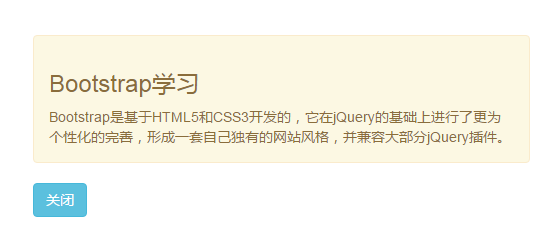 Bootstrap学习
Bootstrap是基于HTML5和CSS3开发的，它在jQuery的基础上进行了更为
个性化的完善，形成一套自己独有的网站风格，并兼容大部分jQuery插件。
关闭